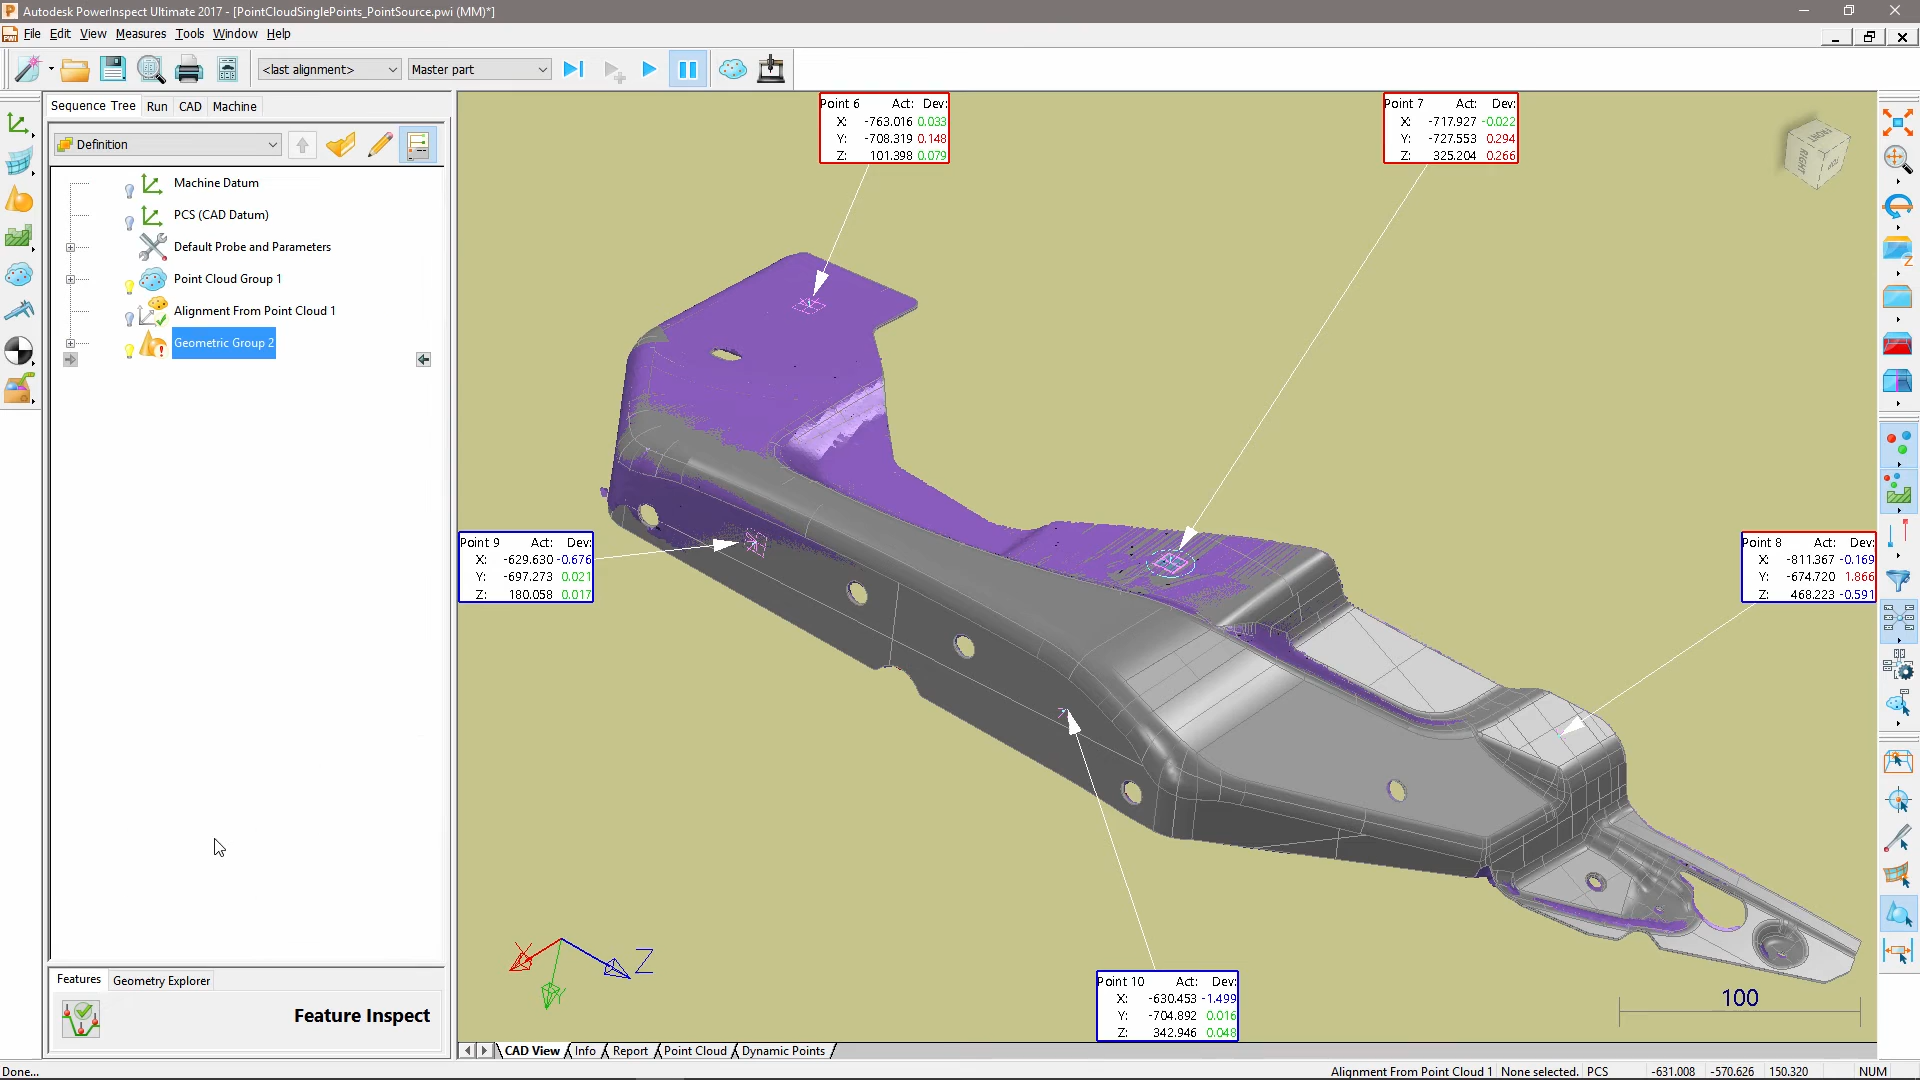 Autodesk PowerInspect Ultimate 2017 - [PointCloudSinglePoints_PointSource.pwi (MM)*]
File Edit View Measures Tools Window Help
<last alignment> Master part
Sequence Tree Run CAD Machine
Definition
Machine Datum
PCS (CAD Datum)
Default Probe and Parameters
Point Cloud Group 1
Alignment From Point Cloud 1
Geometric Group 2
Point 6 Act: Dev:
X: -763.016 0.033
Y: -708.319 0.148
Z: 101.398 0.079
Point 7 Act: Dev:
X: -717.927 -0.022
Y: -727.553 0.294
Z: 325.204 0.266
FRONT
RIGHT
TOP
Point 9 Act: Dev:
X: -629.630 -0.676
Y: -697.273 0.021
Z: 180.058 0.017
Point 8 Act: Dev:
X: -811.367 -0.169
Y: -674.720 1.866
Z: 468.223 -0.591
X Y Z
Point 10 Act: Dev:
X: -630.453 -1.499
Y: -704.892 0.016
Z: 342.946 0.048
100
Features Geometry Explorer
Feature Inspect
CAD View Info Report Point Cloud Dynamic Points
Done... Alignment From Point Cloud 1 None selected. PCS -631.008 -570.626 150.320 NUM